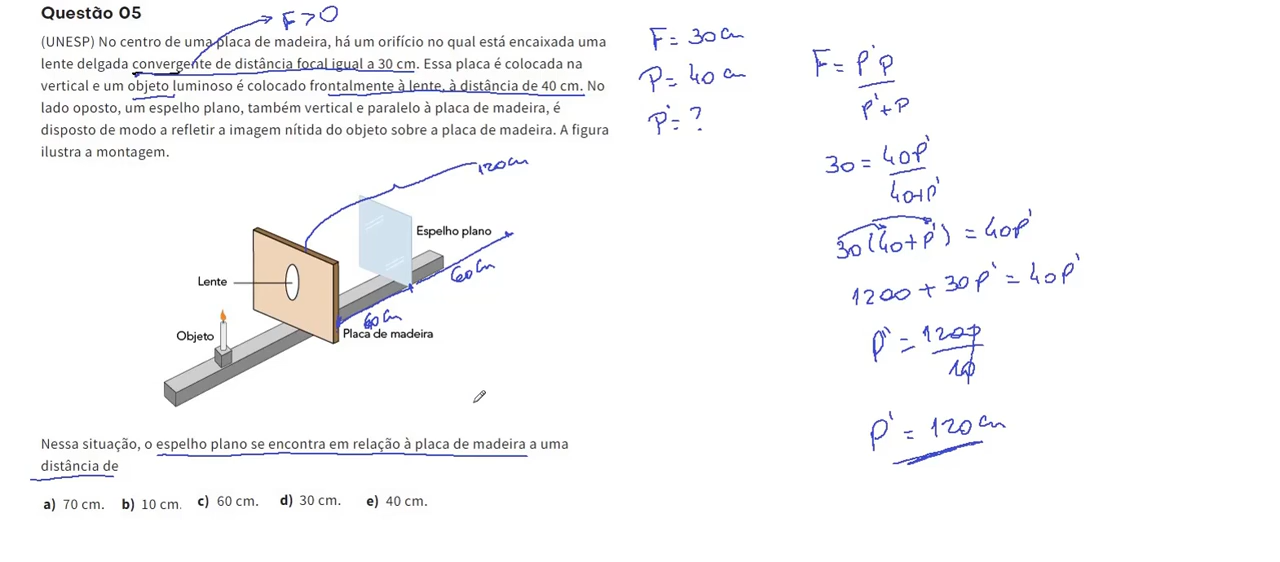 Questão 05
F>0
(UNESP) No centro de uma placa de madeira, há um orifício no qual está encaixada uma
lente delgada convergente de distância focal igual a 30 cm. Essa placa é colocada na
vertical e um objeto luminoso é colocado frontalmente à lente, à distância de 40 cm. No
lado oposto, um espelho plano, também vertical e paralelo à placa de madeira, é
disposto de modo a refletir a imagem nítida do objeto sobre a placa de madeira. A figura
ilustra a montagem.
120cm
Espelho plano
60cm
Lente
60cm
Objeto
Placa de madeira
Nessa situação, o espelho plano se encontra em relação à placa de madeira a uma
distância de
a) 70 cm. b) 10 cm. c) 60 cm. d) 30 cm. e) 40 cm.
F = 30 cm
P = 40 cm
P' = ?
F = P'P
P'+P
30 = 40P'
40+P'
30(40+P') = 40P'
1200 + 30P' = 40P'
P' = 1200
10
P' = 120 cm